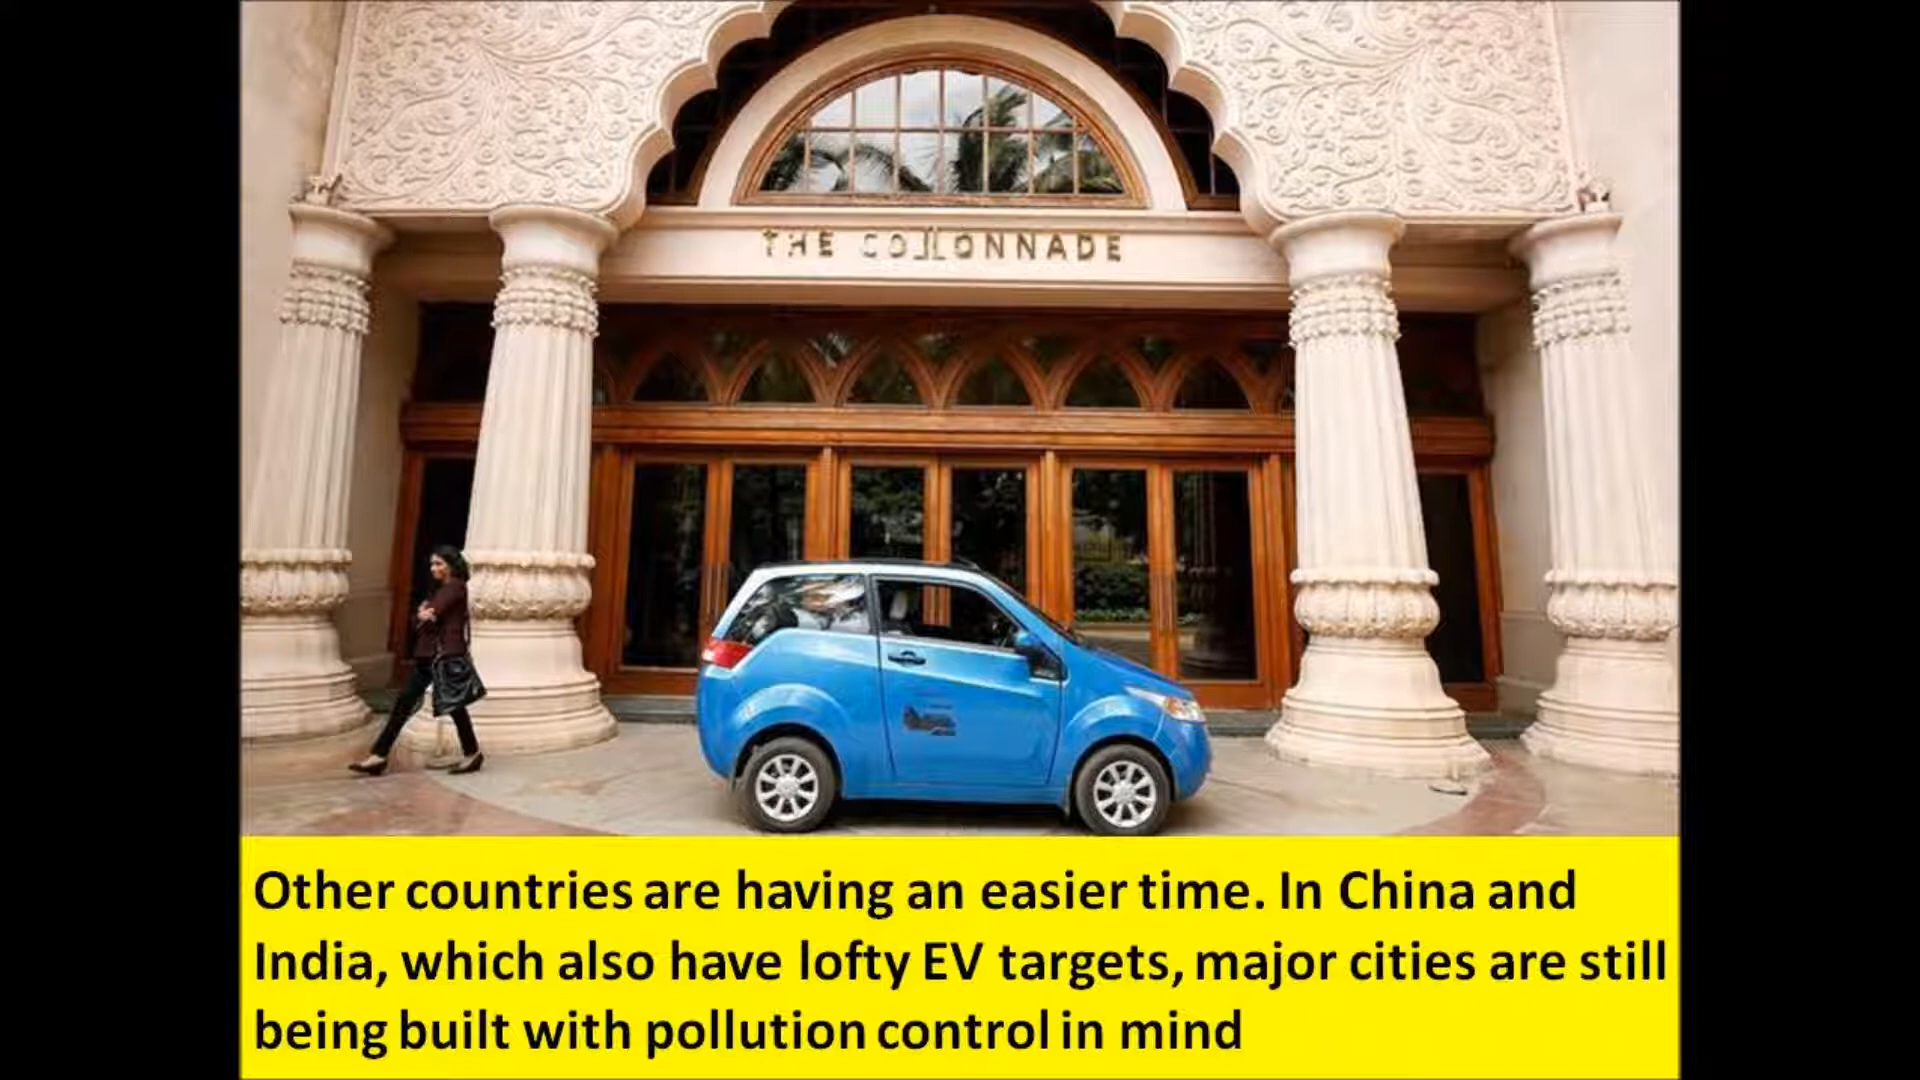 THE COLLONNADE
Other countries are having an easier time. In China and
India, which also have lofty EV targets, major cities are still
being built with pollution control in mind